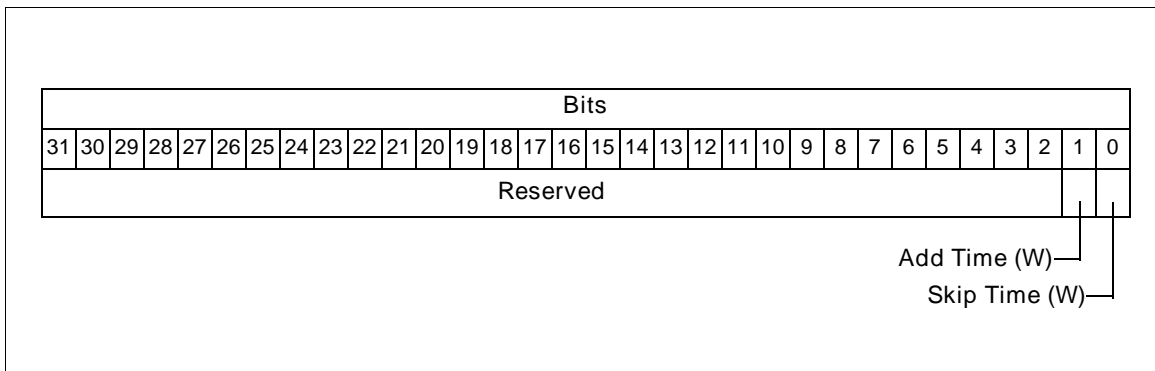 Bits
31 30 29 28 27 26 25 24 23 22 21 20 19 18 17 16 15 14 13 12 11 10 9 8 7 6 5 4 3 2 1 0
Reserved
Add Time (W)
Skip Time (W)